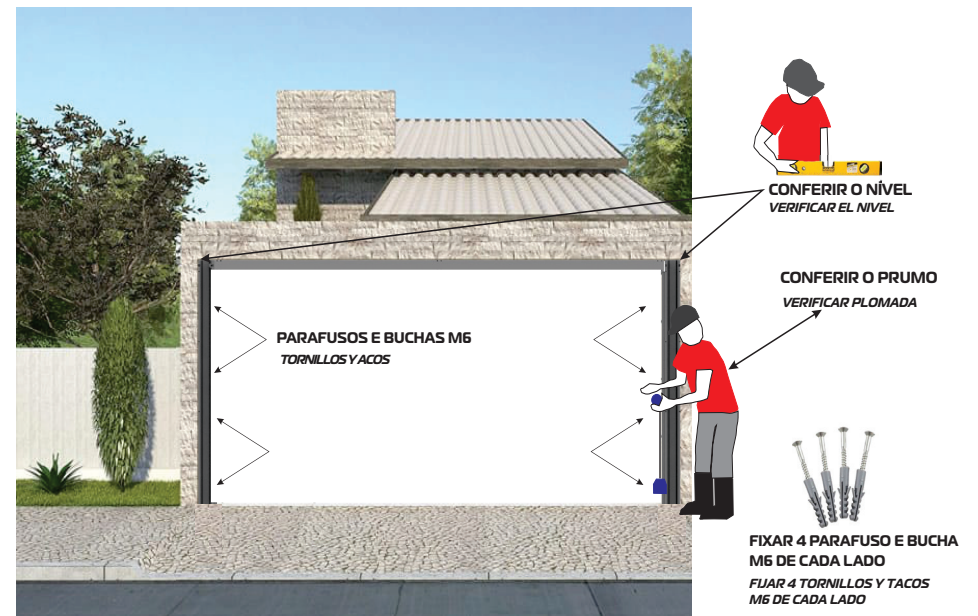 CONFERIR O NÍVEL
VERIFICAR EL NIVEL
CONFERIR O PRUMO
VERIFICAR PLOMADA
PARAFUSOS E BUCHAS M6
TORNILLOS Y ACOS
FIXAR 4 PARAFUSO E BUCHA
M6 DE CADA LADO
FIJAR 4 TORNILLOS Y TACOS
M6 DE CADA LADO